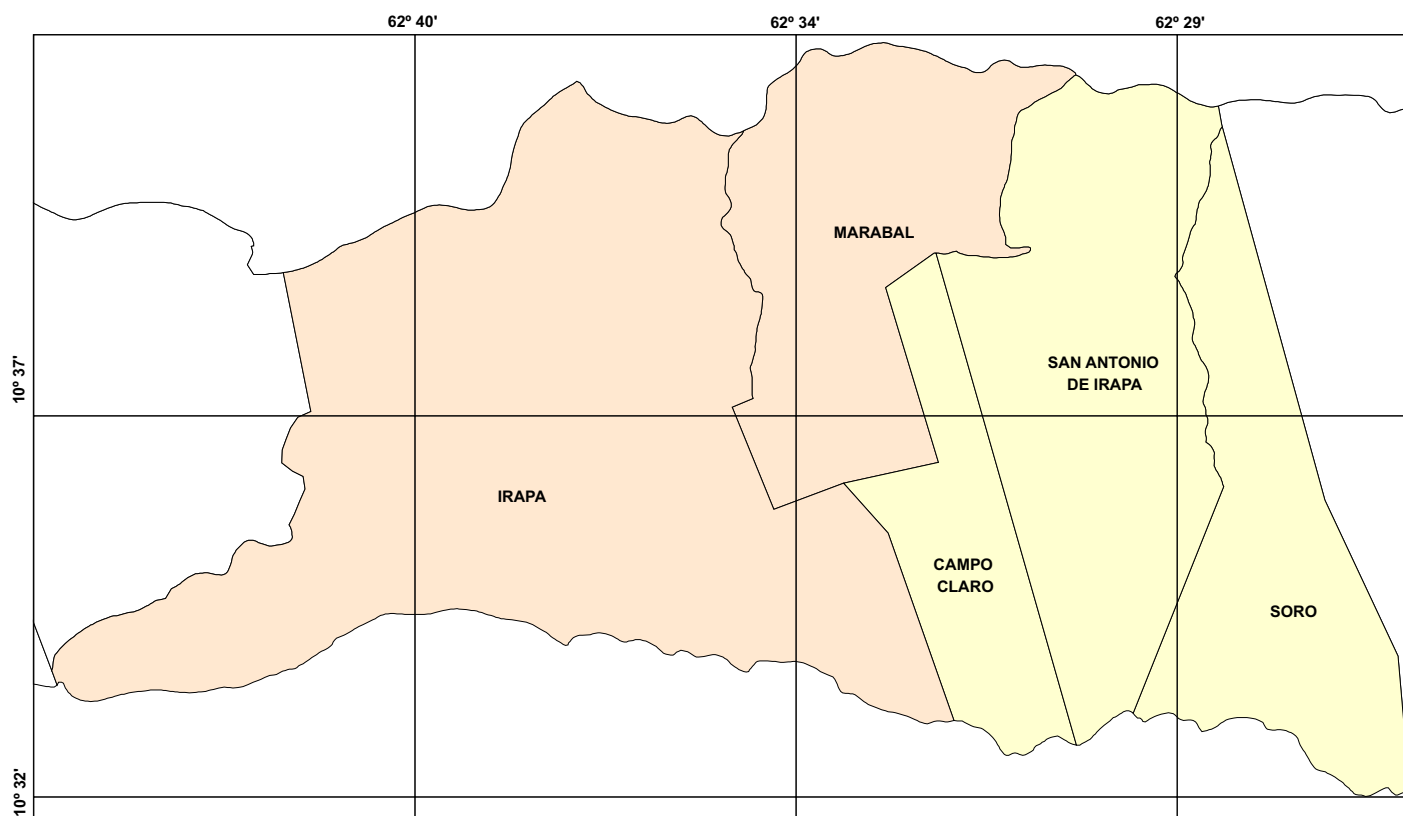 62º 40'
62º 34'
62º 29'
MARABAL
10º 37'
SAN ANTONIO
DE IRAPA
IRAPA
CAMPO
CLARO
SORO
10º 32'